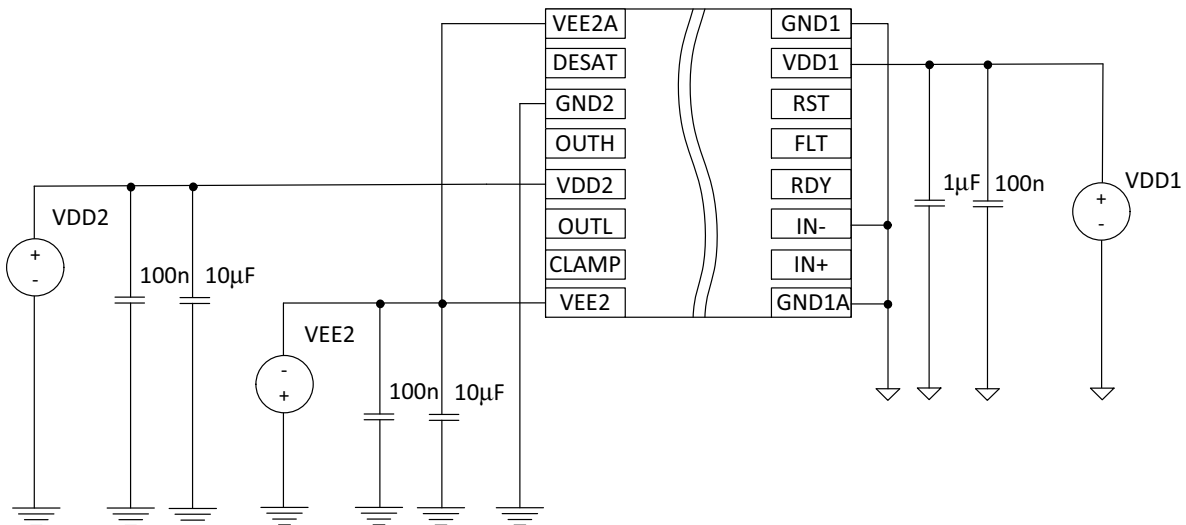 VEE2A
DESAT
GND2
OUTH
VDD2
OUTL
CLAMP
VEE2
GND1
VDD1
RST
FLT
RDY
IN-
IN+
GND1A
VDD2
+
-
100n
10μF
VEE2
-
+
100n
10μF
1μF
100n
VDD1
+
-